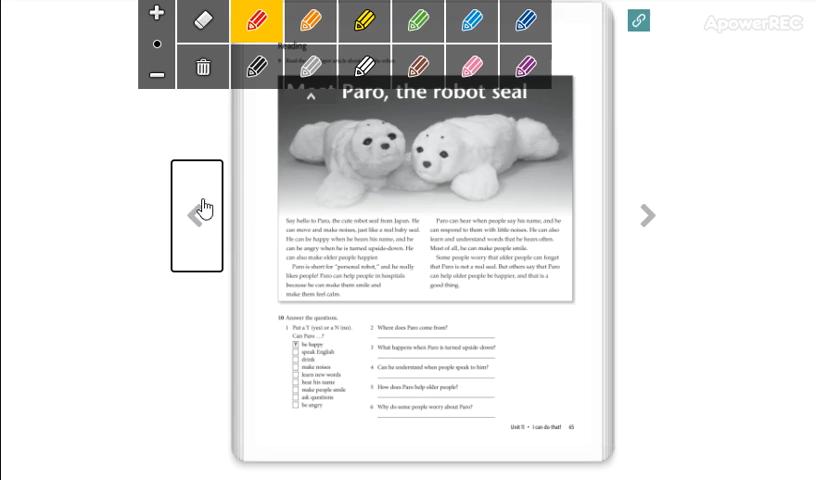 ApowerREC
Reading
Paro, the robot seal
Say hello to Paro, the cute robot seal from Japan. He
can move and make noises, just like a real baby seal.
He can be happy when he hears his name, and he
can be angry when he is turned upside-down. He
can also make older people happier.
Paro is short for "personal robot," and he really
likes people! Paro can help people in hospitals
because he can make them smile and
make them feel calm.
Paro can hear when people say his name, and he
can respond to them with little noises. He can also
learn and understand words that he hears often.
Most of all, he can make people smile.
Some people worry that older people can forget
that Paro is not a real seal. But others say that Paro
can help older people be happier, and that is a
good thing.
10 Answer the questions.
1 Put a Y (yes) or a N (no).
Can Paro ...?
Y be happy
speak English
drink
make noises
learn new words
hear his name
make people smile
ask questions
be angry
2 Where does Paro come from?
3 What happens when Paro is turned upside-down?
4 Can he understand when people speak to him?
5 How does Paro help older people?
6 Why do some people worry about Paro?
Unit 11 • I can do that! 65